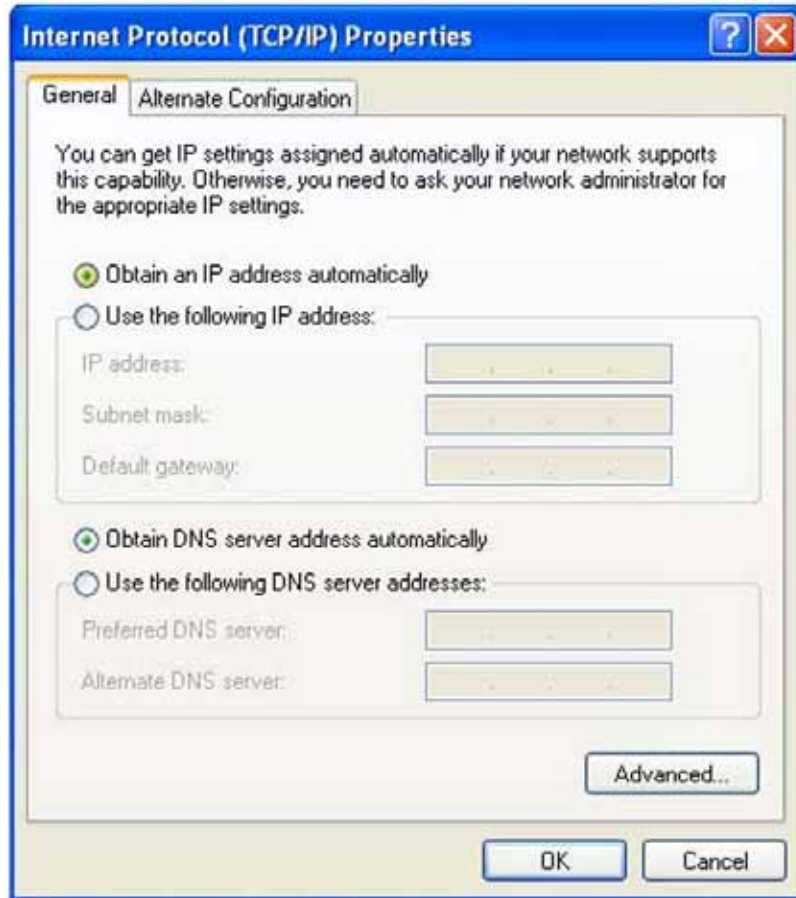 Internet Protocol (TCP/IP) Properties
General
Alternate Configuration
You can get IP settings assigned automatically if your network supports
this capability. Otherwise, you need to ask your network administrator for
the appropriate IP settings.
Obtain an IP address automatically
Use the following IP address:
IP address:
Subnet mask:
Default gateway:
Obtain DNS server address automatically
Use the following DNS server addresses:
Preferred DNS server:
Alternate DNS server:
Advanced...
OK
Cancel